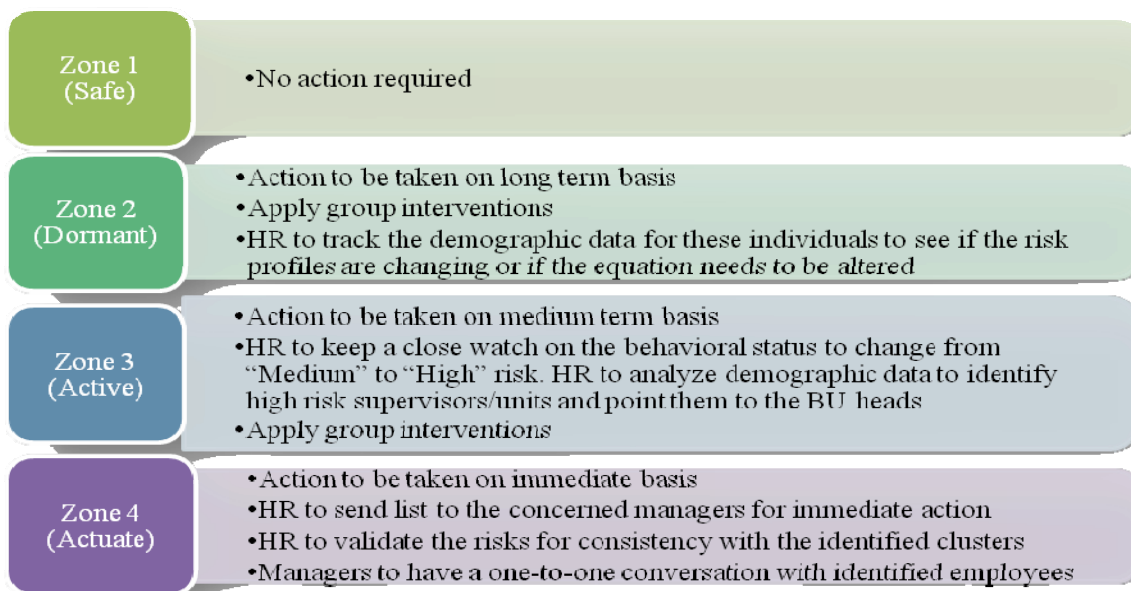 Zone 1
(Safe)
•No action required
Zone 2
(Dormant)
•Action to be taken on long term basis
•Apply group interventions
•HR to track the demographic data for these individuals to see if the risk
profiles are changing or if the equation needs to be altered
Zone 3
(Active)
•Action to be taken on medium term basis
•HR to keep a close watch on the behavioral status to change from
“Medium” to “High” risk. HR to analyze demographic data to identify
high risk supervisors/units and point them to the BU heads
•Apply group interventions
Zone 4
(Actuate)
•Action to be taken on immediate basis
•HR to send list to the concerned managers for immediate action
•HR to validate the risks for consistency with the identified clusters
•Managers to have a one-to-one conversation with identified employees